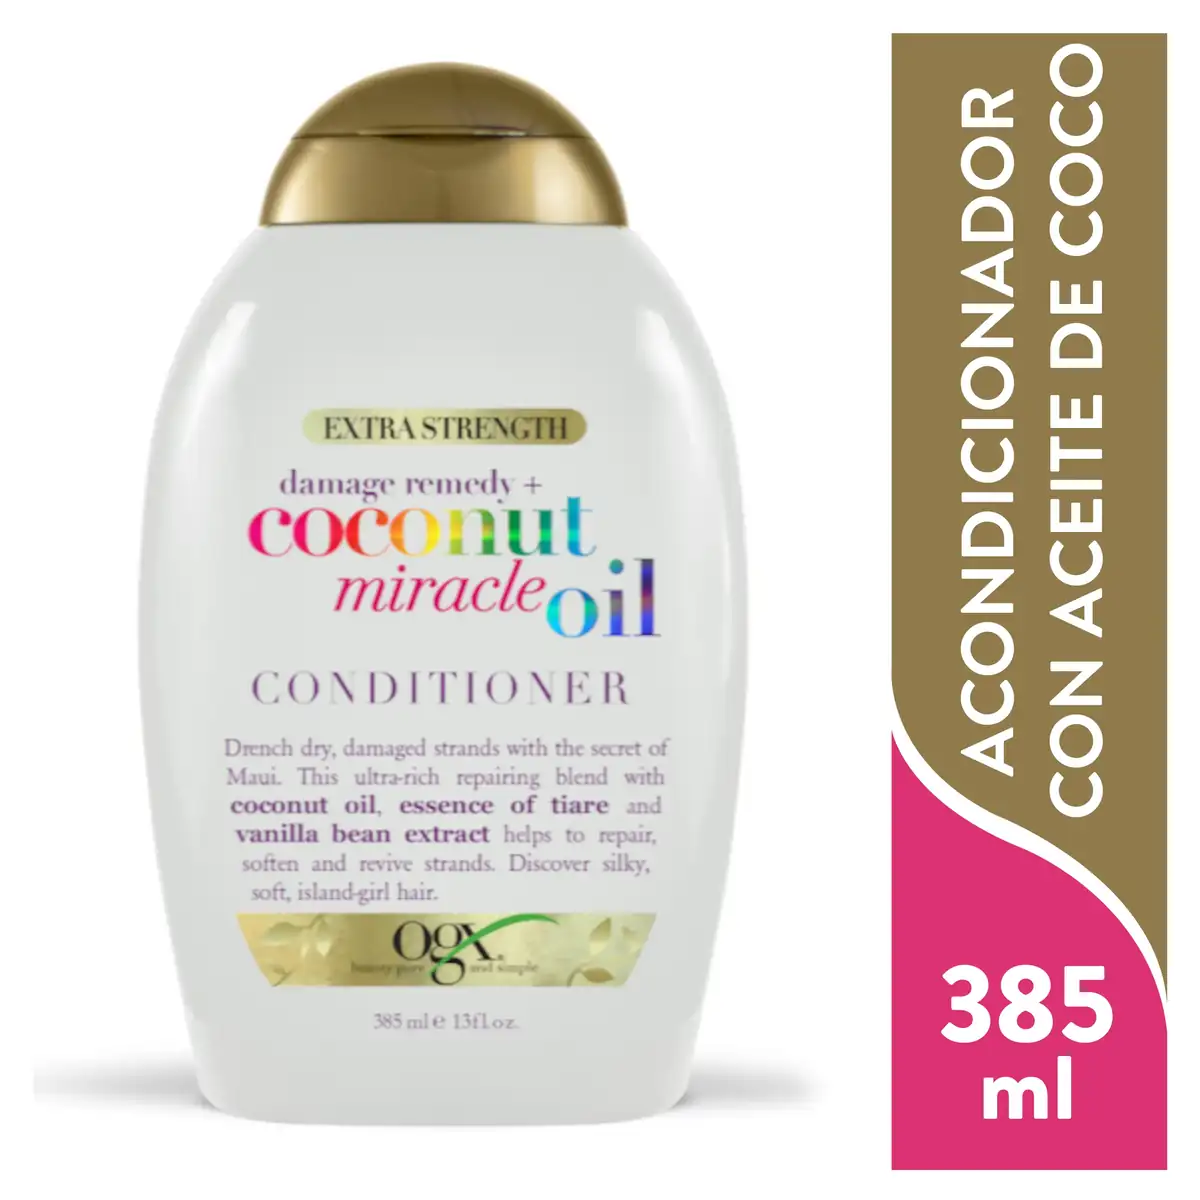 EXTRA STRENGTH
damage remedy +
coconut
miracle oil
CONDITIONER
Drench dry, damaged strands with the secret of
Maui. This ultra-rich repairing blend with
coconut oil, essence of tiare and
vanilla bean extract helps to repair,
soften and revive strands. Discover silky,
soft, island-girl hair.
Ogx®
beauty pure and simple
385 ml e 13fl.oz.
ACONDICIONADOR
CON ACEITE DE COCO
385
ml